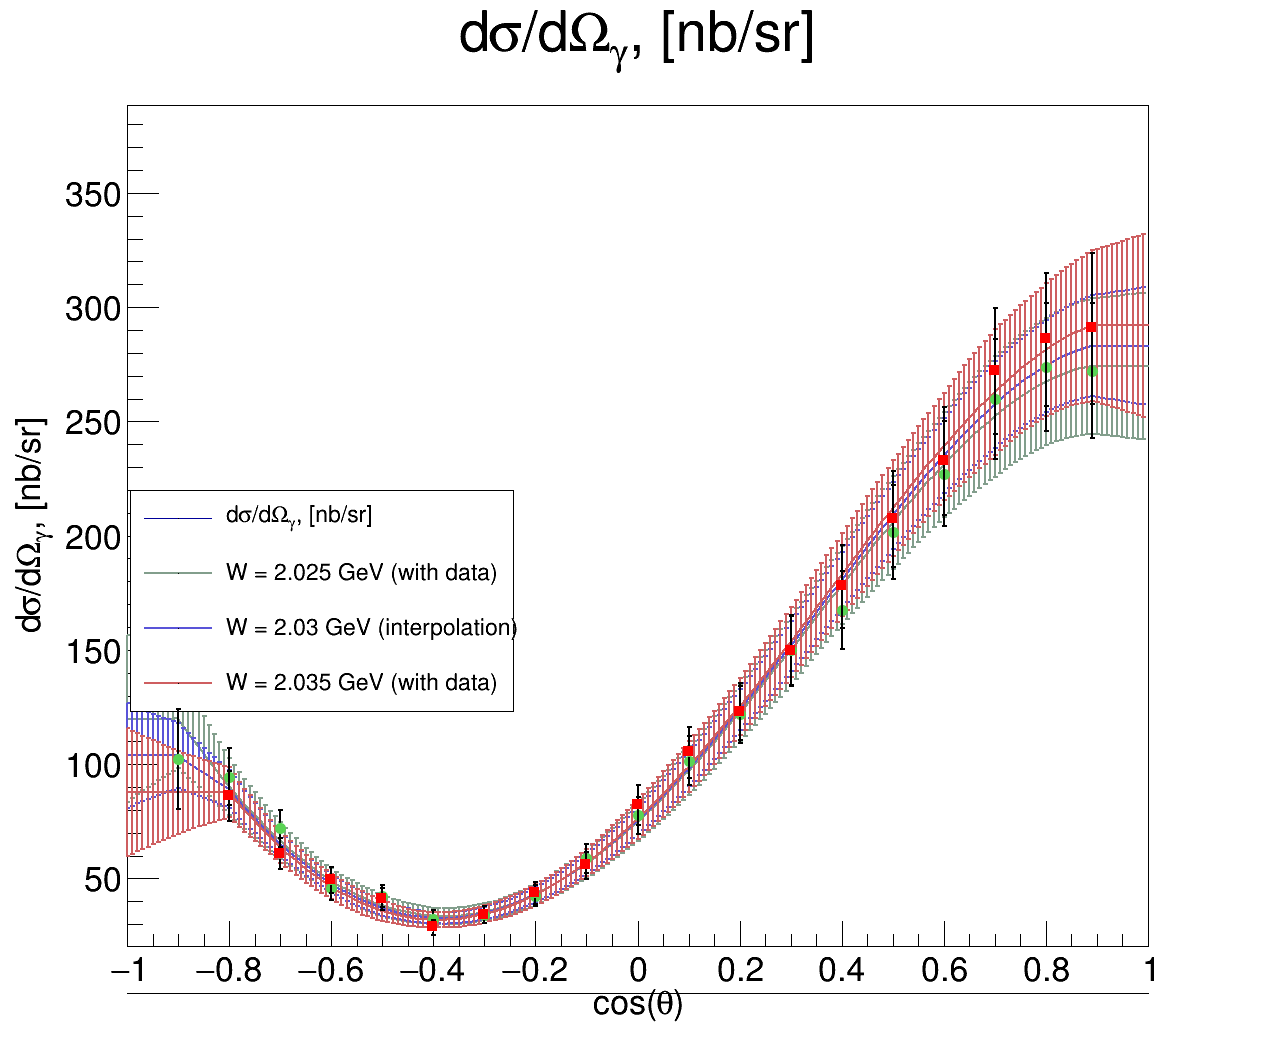 dσ/dΩγ, [nb/sr]
dσ/dΩγ, [nb/sr]
350
300
250
200
150
100
50
dσ/dΩγ, [nb/sr]
W = 2.025 GeV (with data)
W = 2.03 GeV (interpolation)
W = 2.035 GeV (with data)
−1 −0.8 −0.6 −0.4 −0.2 0 0.2 0.4 0.6 0.8 1
cos(θ)